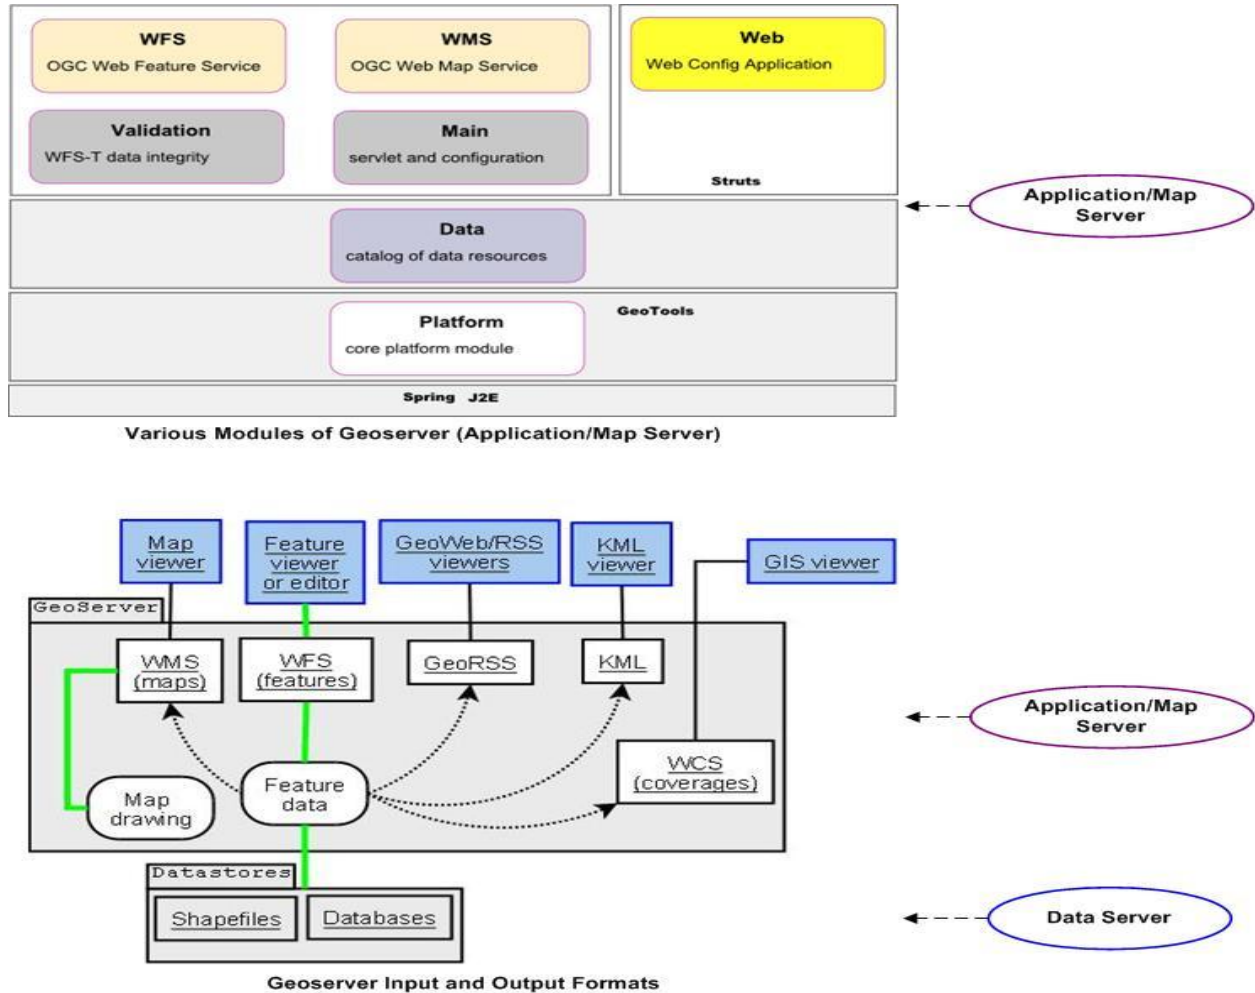 WFS
OGC Web Feature Service
WMS
OGC Web Map Service
Web
Web Config Application
Validation
WFS-T data integrity
Main
servlet and configuration
Struts
Application/Map
Server
Data
catalog of data resources
GeoTools
Platform
core platform module
Spring J2E
Various Modules of Geoserver (Application/Map Server)
Map
viewer
Feature
viewer
or editor
GeoWeb/RSS
viewers
KML
viewer
GIS viewer
GeoServer
WMS
(maps)
WFS
(features)
GeoRSS
KML
WCS
(coverages)
Map
drawing
Feature
data
Application/Map
Server
Datastores
Shapefiles
Databases
Data Server
Geoserver Input and Output Formats